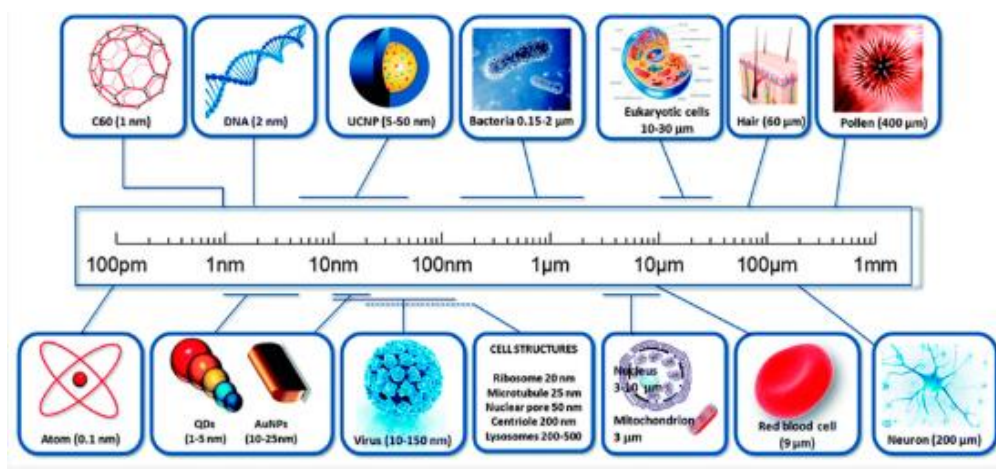 C60 (1 nm)
DNA (2 nm)
UCNP (5-50 nm)
Bacteria 0.15-2 µm
Eukaryotic cells
10-30 µm
Hair (60 µm)
Pollen (400 µm)
100pm
1nm
10nm
100nm
1µm
10µm
100µm
1mm
Atom (0.1 nm)
QDs
(1-5 nm)
AuNPs
(10-25nm)
Virus (10-150 nm)
CELL STRUCTURES
Ribosome 20 nm
Microtubule 25 nm
Nuclear pore 50 nm
Centriole 200 nm
Lysosomes 200-500
Nucleus
3-10 µm
Mitochondrion
3 µm
Red blood cell
(9 µm)
Neuron (200 µm)